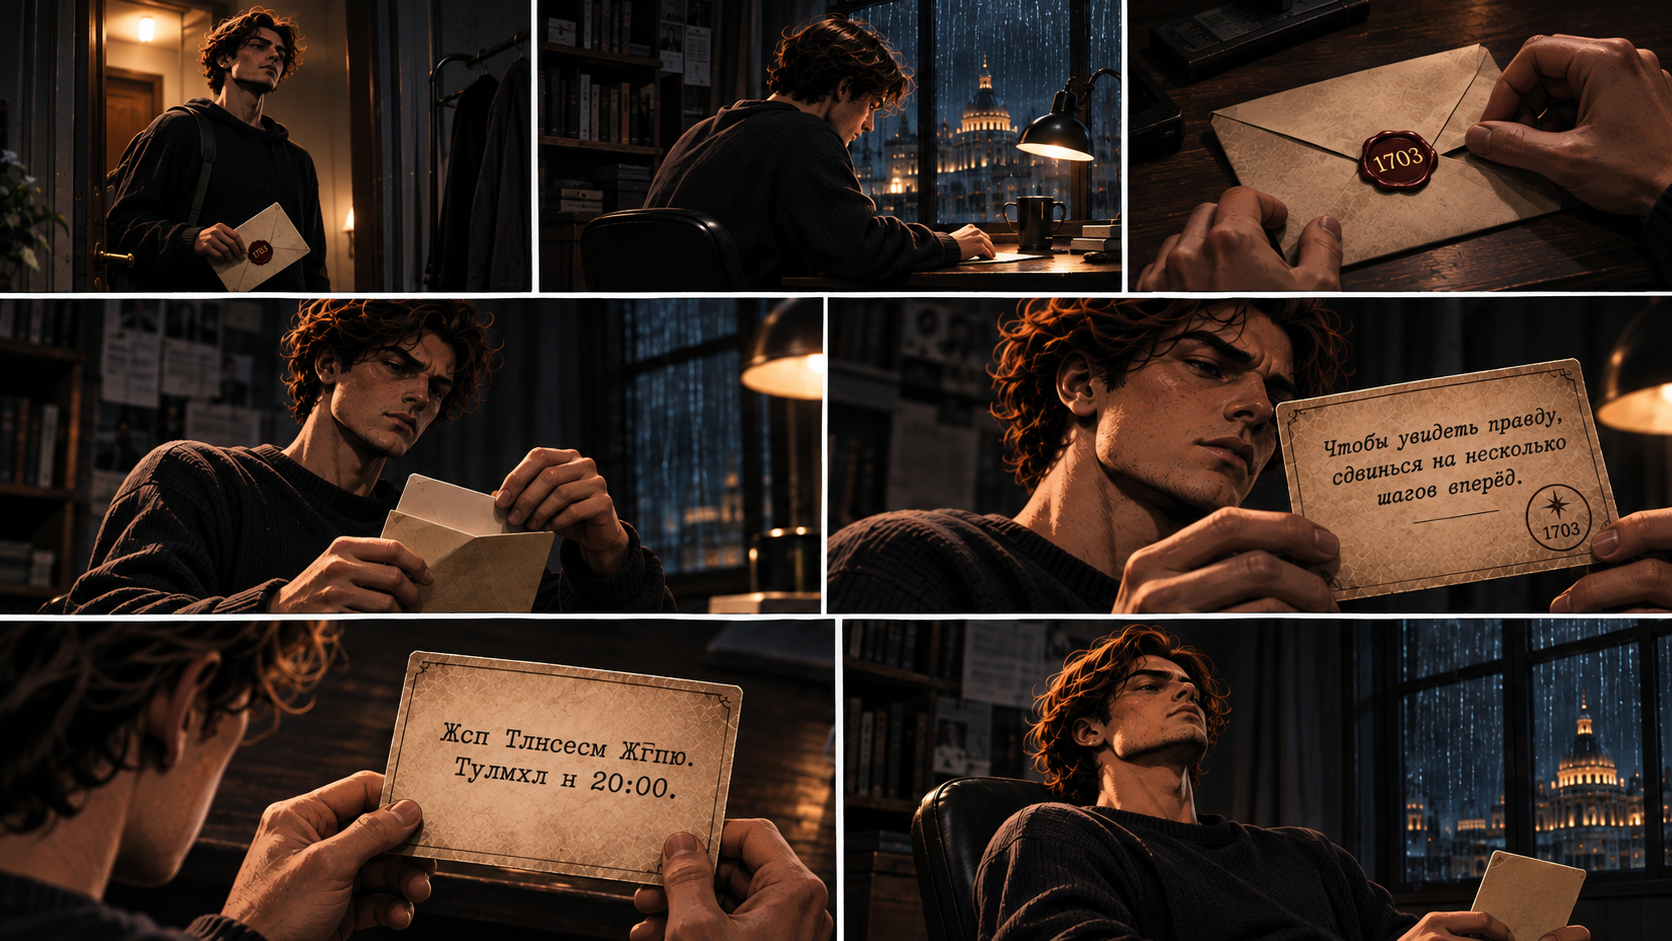 1703
1703
Чтобы увидеть правду,
сдвинься на несколько
шагов вперёд.
1703
Жсп Тлнсесм Жг̅пю.
Тулмхл н 20:00.